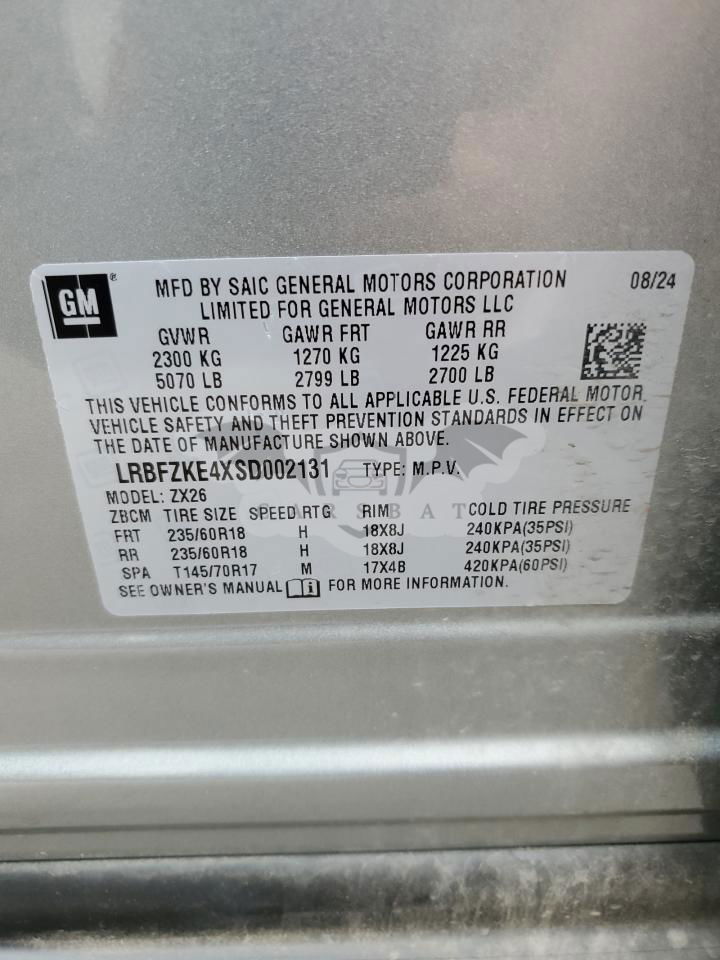 GM ®
MFD BY SAIC GENERAL MOTORS CORPORATION 08/24
LIMITED FOR GENERAL MOTORS LLC
GVWR GAWR FRT GAWR RR
2300 KG 1270 KG 1225 KG
5070 LB 2799 LB 2700 LB
THIS VEHICLE CONFORMS TO ALL APPLICABLE U.S. FEDERAL MOTOR
VEHICLE SAFETY AND THEFT PREVENTION STANDARDS IN EFFECT ON
THE DATE OF MANUFACTURE SHOWN ABOVE.
LRBFZKE4XSD002131 TYPE: M.P.V.
MODEL: ZX26
CARSBAT
ZBCM TIRE SIZE SPEED RTG RIM COLD TIRE PRESSURE
FRT 235/60R18 H 18X8J 240KPA(35PSI)
RR 235/60R18 H 18X8J 240KPA(35PSI)
SPA T145/70R17 M 17X4B 420KPA(60PSI)
SEE OWNER'S MANUAL i FOR MORE INFORMATION.